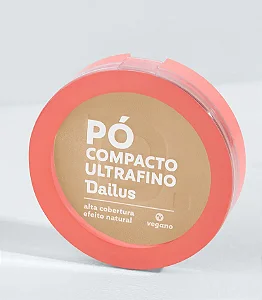 PÓ
COMPACTO
ULTRAFINO
Dailus
alta cobertura
efeito natural
vegano